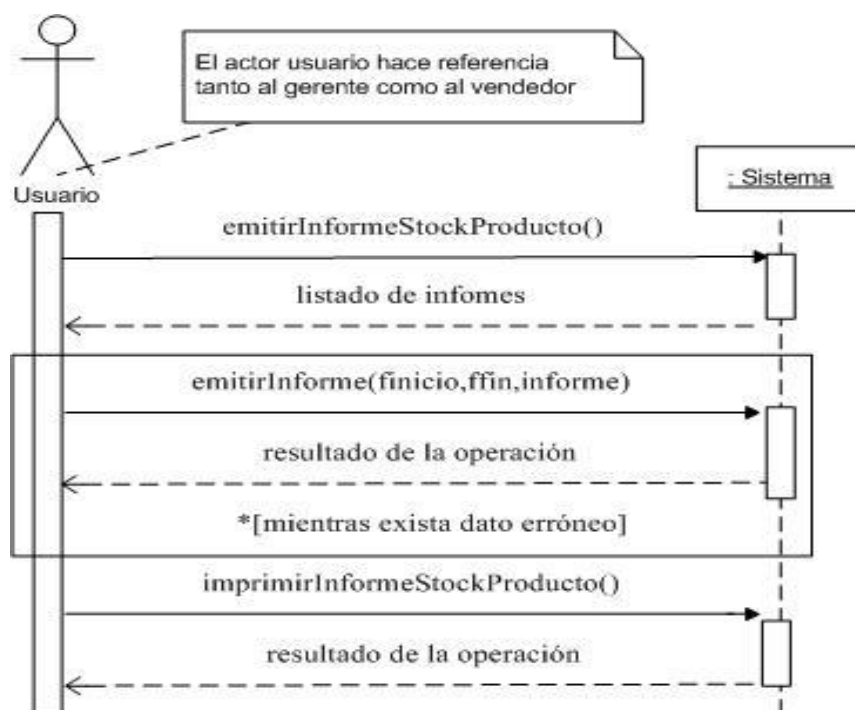 El actor usuario hace referencia
tanto al gerente como al vendedor
Usuario
: Sistema
emitirInformeStockProducto()
listado de infomes
emitirInforme(finicio,ffin,informe)
resultado de la operación
*[mientras exista dato erróneo]
imprimirInformeStockProducto()
resultado de la operación